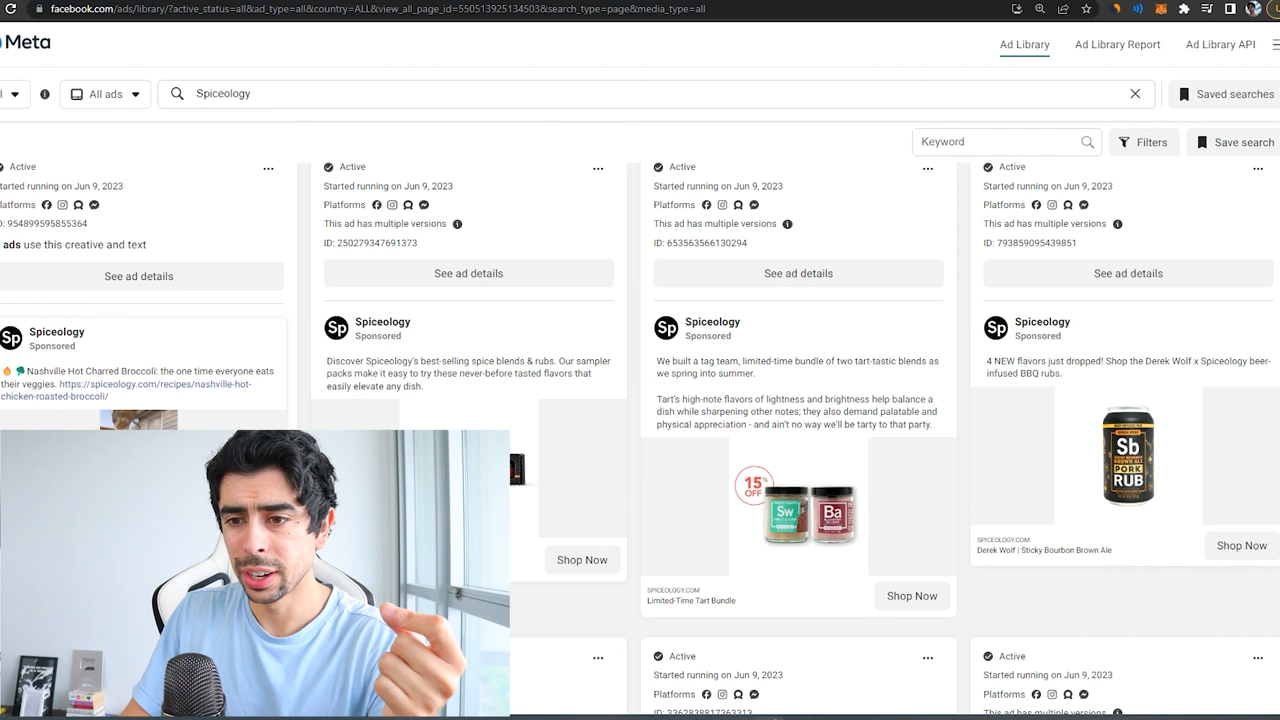 facebook.com/ads/library/?active_status=all&ad_type=all&country=ALL&view_all_page_id=550513925134503&search_type=page&media_type=all
Meta
Ad Library
Ad Library Report
Ad Library API
All ads
Spiceology
Saved searches
Keyword
Filters
Save search
Active
tarted running on Jun 9, 2023
latforms
D: 954899595855364
ads use this creative and text
See ad details
Sp
Spiceology
Sponsored
Nashville Hot Charred Broccoli: the one time everyone eats
their veggies. https://spiceology.com/recipes/nashville-hot-
chicken-roasted-broccoli/
Active
Started running on Jun 9, 2023
Platforms
This ad has multiple versions
ID: 250279347691373
See ad details
Sp
Spiceology
Sponsored
Discover Spiceology's best-selling spice blends & rubs. Our sampler
packs make it easy to try these never-before tasted flavors that
easily elevate any dish.
Shop Now
Active
Started running on Jun 9, 2023
Platforms
This ad has multiple versions
ID: 653563566130294
See ad details
Sp
Spiceology
Sponsored
We built a tag team, limited-time bundle of two tart-tastic blends as
we spring into summer.
Tart's high-note flavors of lightness and brightness help balance a
dish while sharpening other notes; they also demand palatable and
physical appreciation - and ain't no way we'll be tarty to that party.
15%
OFF
Sw
Ba
SPICEOLOGY.COM
Limited-Time Tart Bundle
Shop Now
Active
Started running on Jun 9, 2023
Platforms
This ad has multiple versions
ID: 793859095439851
See ad details
Sp
Spiceology
Sponsored
4 NEW flavors just dropped! Shop the Derek Wolf x Spiceology beer-
infused BBQ rubs.
Sb
PORK
RUB
SPICEOLOGY.COM
Derek Wolf | Sticky Bourbon Brown Ale
Shop Now
Active
Started running on Jun 9, 2023
Platforms
Active
Started running on Jun 9, 2023
Platforms